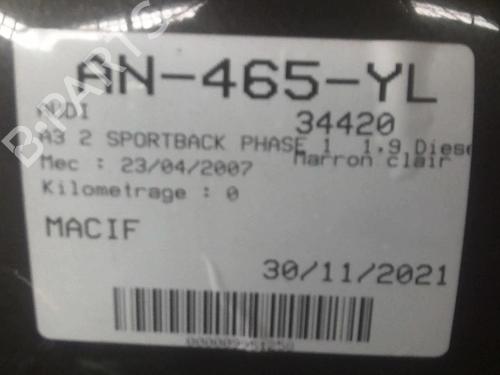 B-PARTS
AN-465-YL
AUDI
34420
A3 2 SPORTBACK PHASE 1 1.9 Diese
Marron clair
Mec : 23/04/2007
Kilometrage : 0
MACIF
30/11/2021